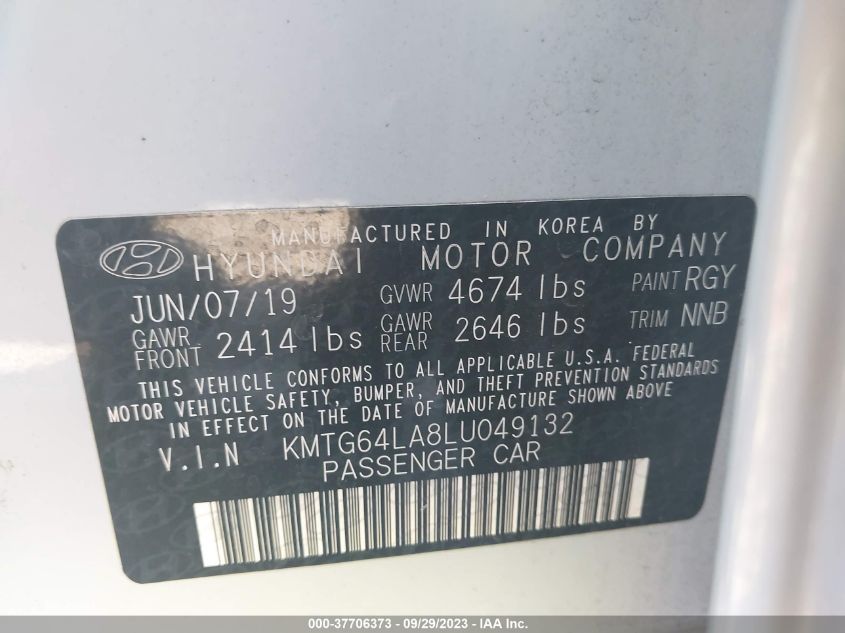 MANUFACTURED IN KOREA BY
HYUNDAI MOTOR COMPANY
JUN/07/19 GVWR 4674 lbs PAINT RGY
GAWR FRONT 2414 lbs GAWR REAR 2646 lbs TRIM NNB
THIS VEHICLE CONFORMS TO ALL APPLICABLE U.S.A. FEDERAL
MOTOR VEHICLE SAFETY, BUMPER, AND THEFT PREVENTION STANDARDS
IN EFFECT ON THE DATE OF MANUFACTURE SHOWN ABOVE
V.I.N KMTG64LA8LU049132
PASSENGER CAR
000-37706373 - 09/29/2023 - IAA Inc.